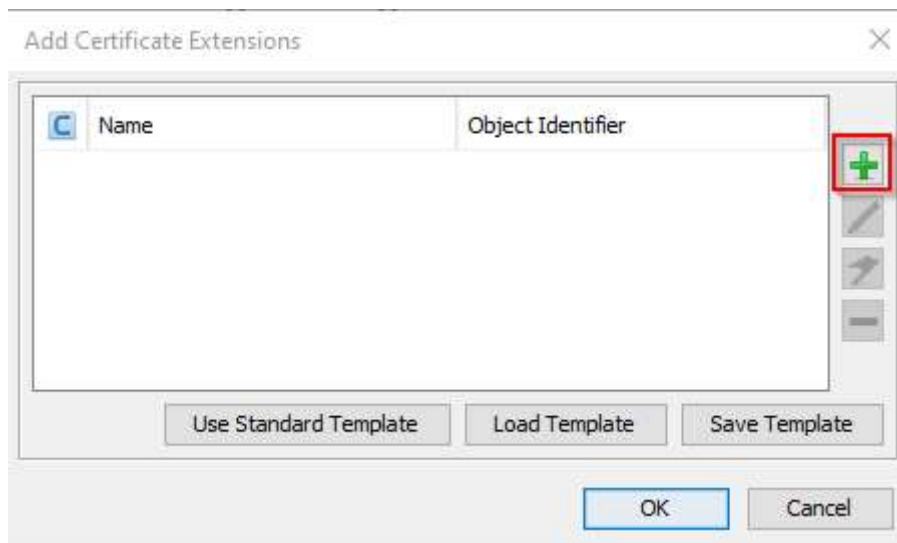 Add Certificate Extensions
C Name Object Identifier
Use Standard Template Load Template Save Template
OK Cancel